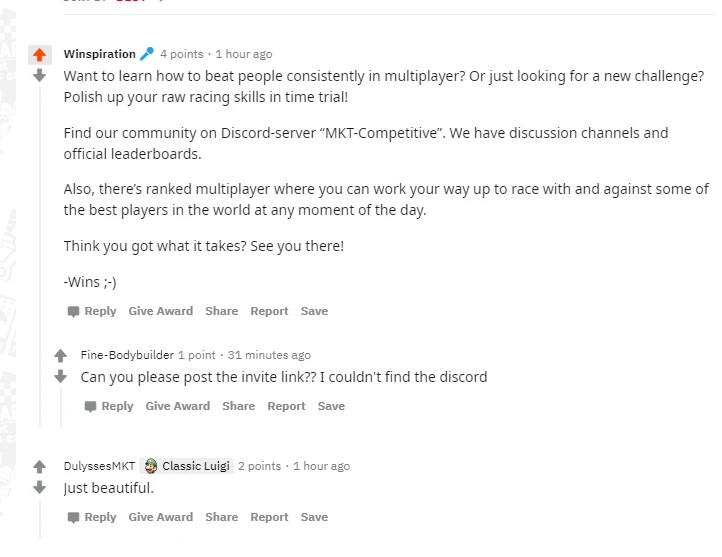 Winspiration 4 points · 1 hour ago
Want to learn how to beat people consistently in multiplayer? Or just looking for a new challenge?
Polish up your raw racing skills in time trial!
Find our community on Discord-server “MKT-Competitive”. We have discussion channels and
official leaderboards.
Also, there’s ranked multiplayer where you can work your way up to race with and against some of
the best players in the world at any moment of the day.
Think you got what it takes? See you there!
-Wins ;-)
Reply Give Award Share Report Save
Fine-Bodybuilder 1 point · 31 minutes ago
Can you please post the invite link?? I couldn't find the discord
Reply Give Award Share Report Save
DulyssesMKT Classic Luigi 2 points · 1 hour ago
Just beautiful.
Reply Give Award Share Report Save